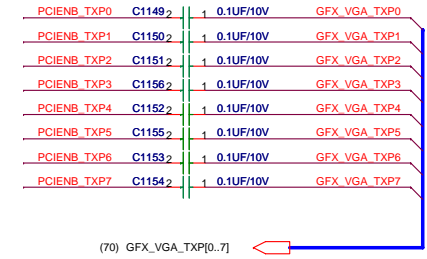 PCIENB_TXP0 C1149 2 1 0.1UF/10V GFX_VGA_TXP0
PCIENB_TXP1 C1150 2 1 0.1UF/10V GFX_VGA_TXP1
PCIENB_TXP2 C1151 2 1 0.1UF/10V GFX_VGA_TXP2
PCIENB_TXP3 C1156 2 1 0.1UF/10V GFX_VGA_TXP3
PCIENB_TXP4 C1152 2 1 0.1UF/10V GFX_VGA_TXP4
PCIENB_TXP5 C1155 2 1 0.1UF/10V GFX_VGA_TXP5
PCIENB_TXP6 C1153 2 1 0.1UF/10V GFX_VGA_TXP6
PCIENB_TXP7 C1154 2 1 0.1UF/10V GFX_VGA_TXP7
(70) GFX_VGA_TXP[0..7]